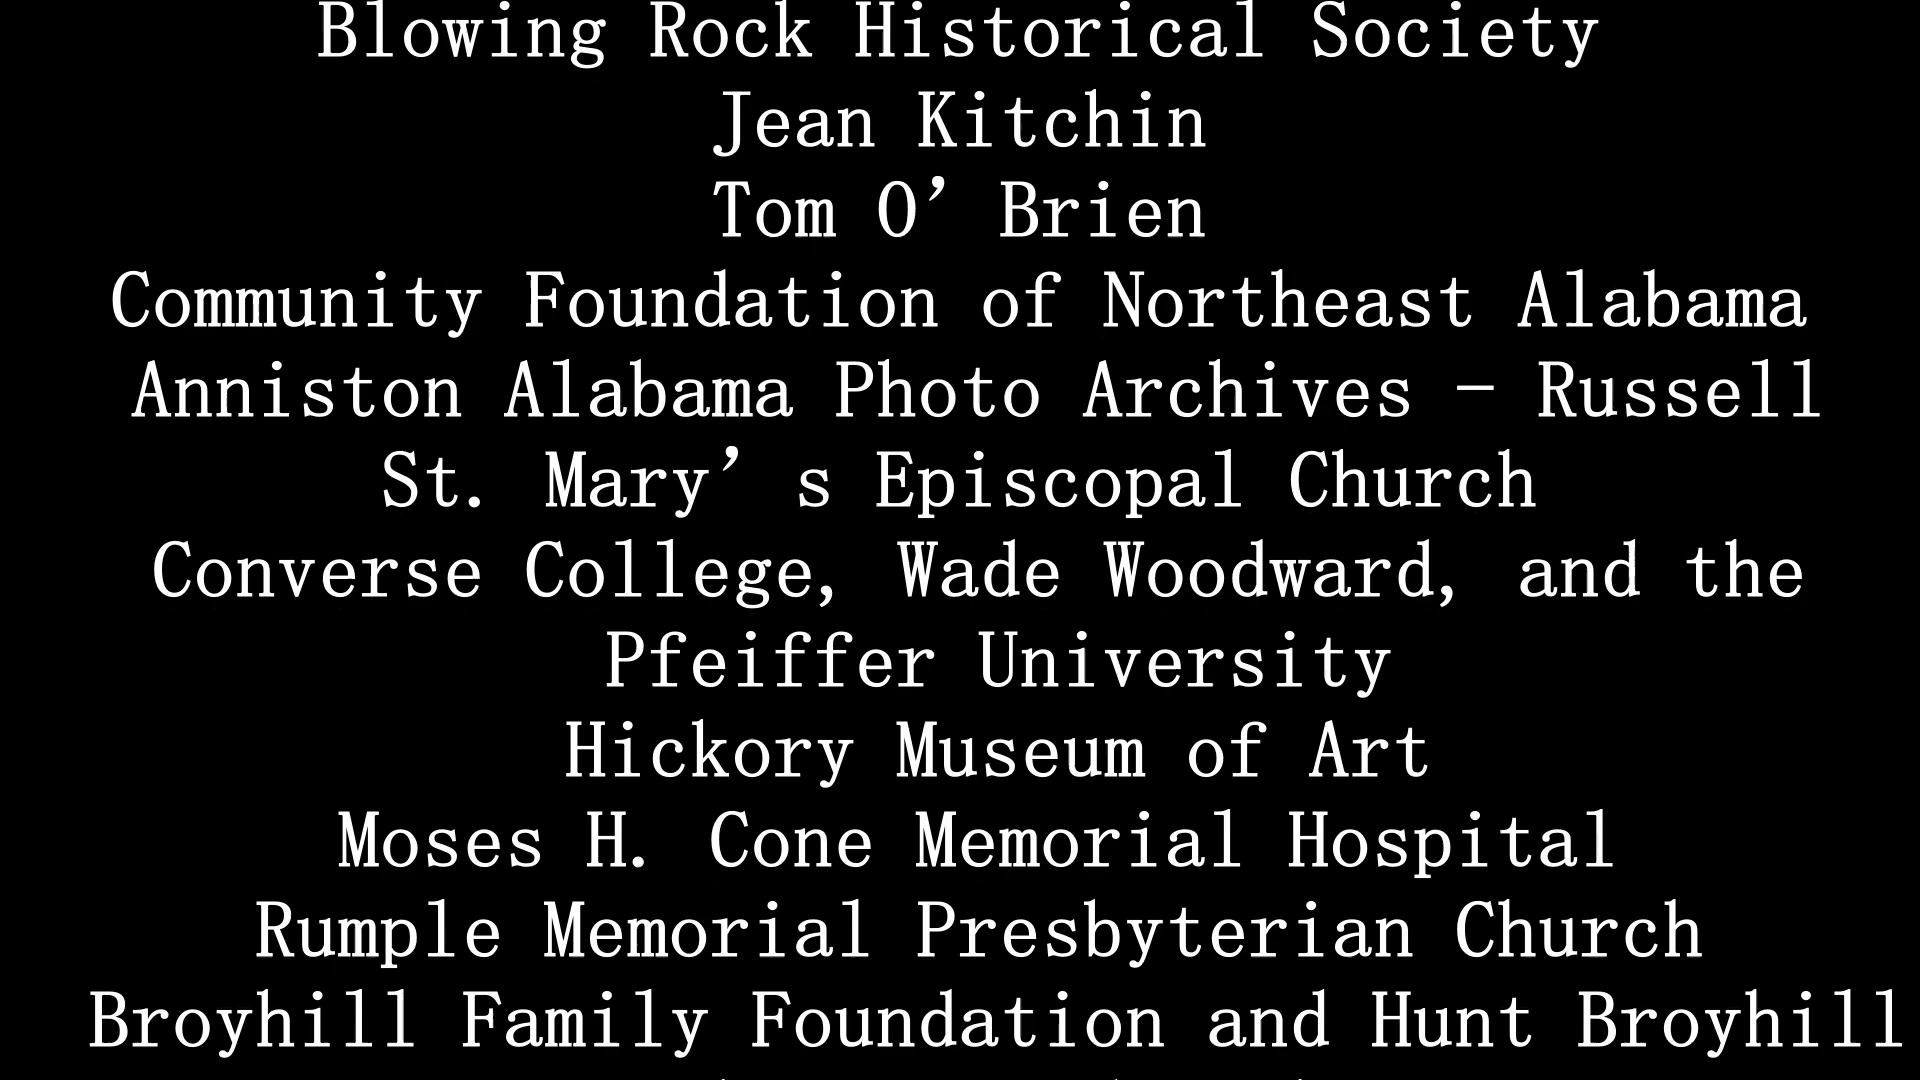 Blowing Rock Historical Society
Jean Kitchin
Tom O’Brien
Community Foundation of Northeast Alabama
Anniston Alabama Photo Archives - Russell
St. Mary’s Episcopal Church
Converse College, Wade Woodward, and the
Pfeiffer University
Hickory Museum of Art
Moses H. Cone Memorial Hospital
Rumple Memorial Presbyterian Church
Broyhill Family Foundation and Hunt Broyhill